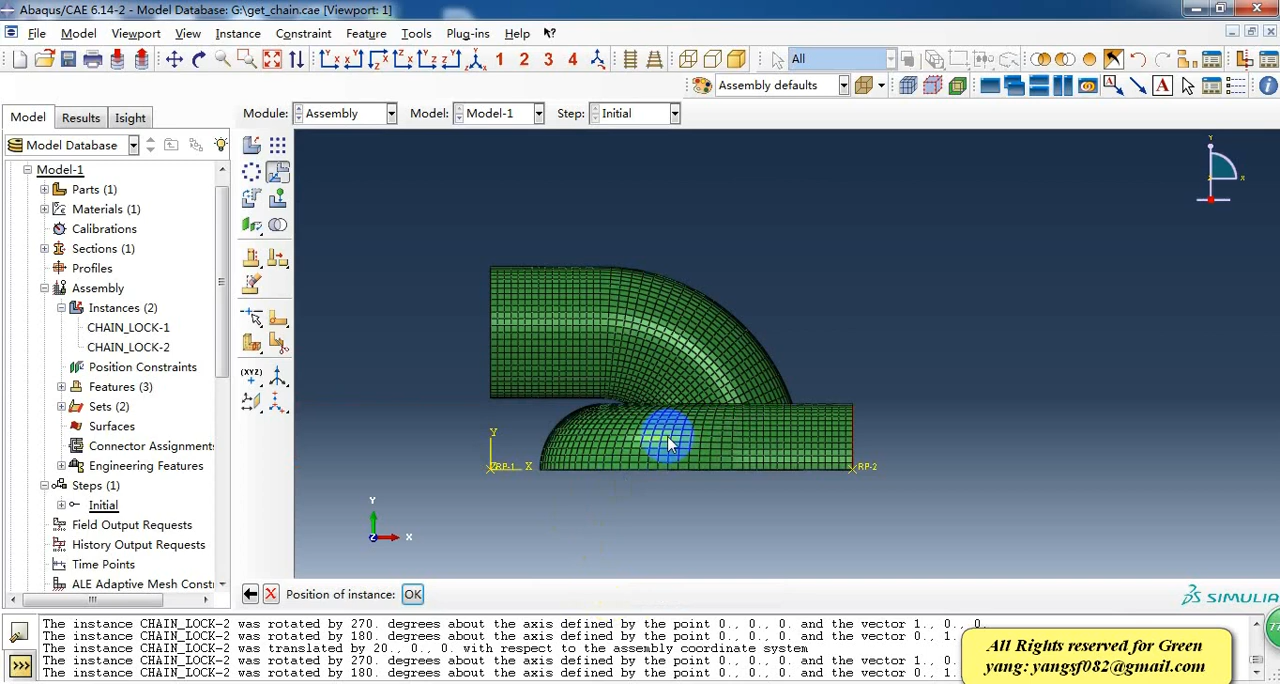 Abaqus/CAE 6.14-2 - Model Database: G:\get_chain.cae [Viewport: 1]
File Model Viewport View Instance Constraint Feature Tools Plug-ins Help
1 2 3 4 All
Assembly defaults A A
Model Results Isight Module: Assembly Model: Model-1 Step: Initial
Model Database
Model-1
Parts (1)
Materials (1)
Calibrations
Sections (1)
Profiles
Assembly
Instances (2)
CHAIN_LOCK-1
CHAIN_LOCK-2
Position Constraints
Features (3)
Sets (2)
Surfaces
Connector Assignments
Engineering Features
Steps (1)
Initial
Field Output Requests
History Output Requests
Time Points
ALE Adaptive Mesh Constr
(XYZ)
Y
X
Y
RP-1 X
RP-2
Y
X
Z
Position of instance: OK
SIMULIA
The instance CHAIN_LOCK-2 was rotated by 270. degrees about the axis defined by the point 0., 0., 0. and the vector 1., 0., 0.
The instance CHAIN_LOCK-2 was rotated by 180. degrees about the axis defined by the point 0., 0., 0. and the vector
The instance CHAIN_LOCK-2 was translated by 20., 0., 0. with respect to the assembly coordinate system
The instance CHAIN_LOCK-2 was rotated by 270. degrees about the axis defined by the point 0., 0., 0. and the vector
The instance CHAIN_LOCK-2 was rotated by 180. degrees about the axis defined by the point 0., 0., 0. and the vector
>>>
All Rights reserved for Green
yang: yangsf082@gmail.com
77